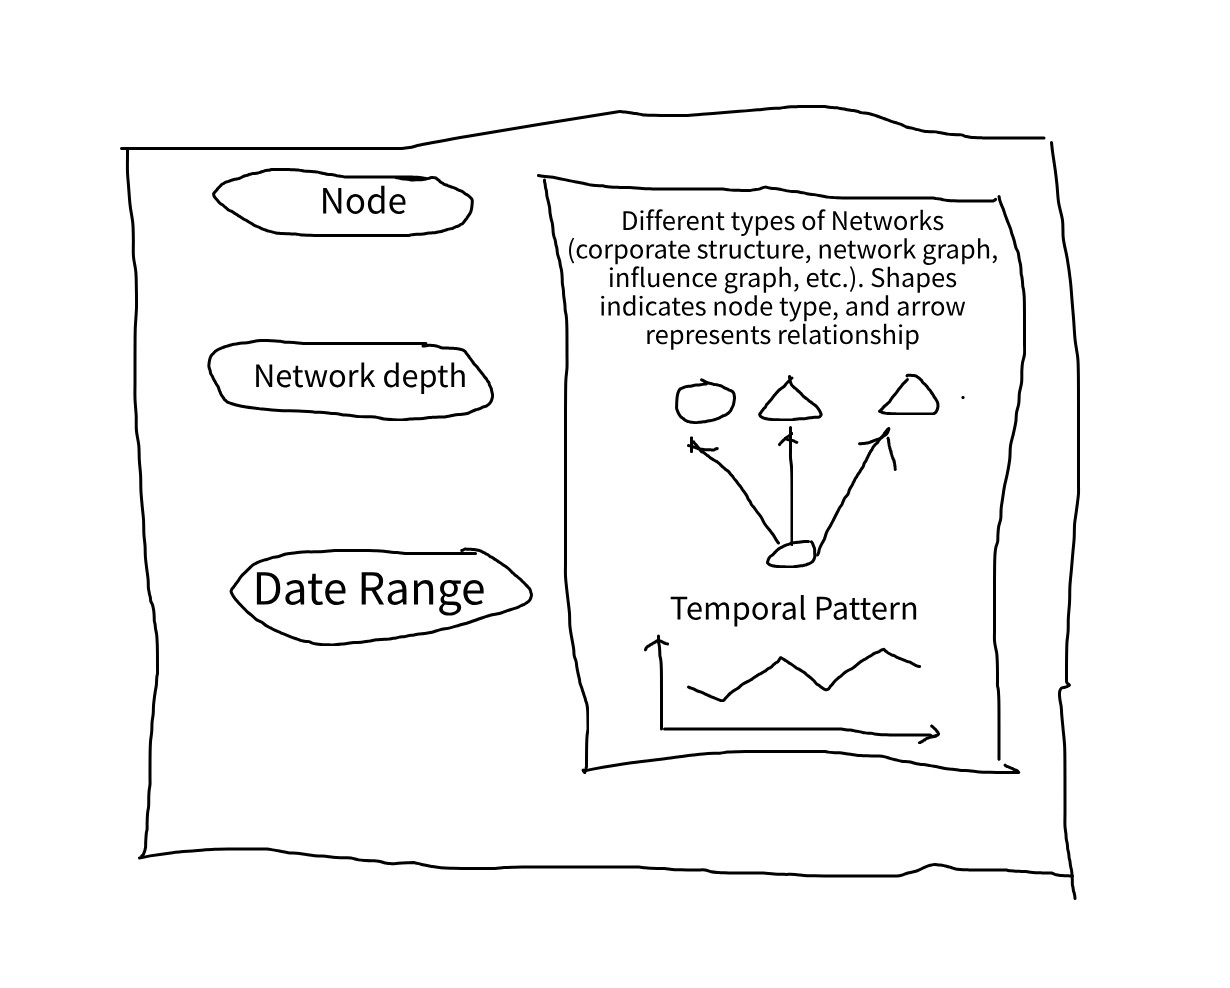 Node
Network depth
Date Range
Different types of Networks
(corporate structure, network graph,
influence graph, etc.). Shapes
indicates node type, and arrow
represents relationship
Temporal Pattern